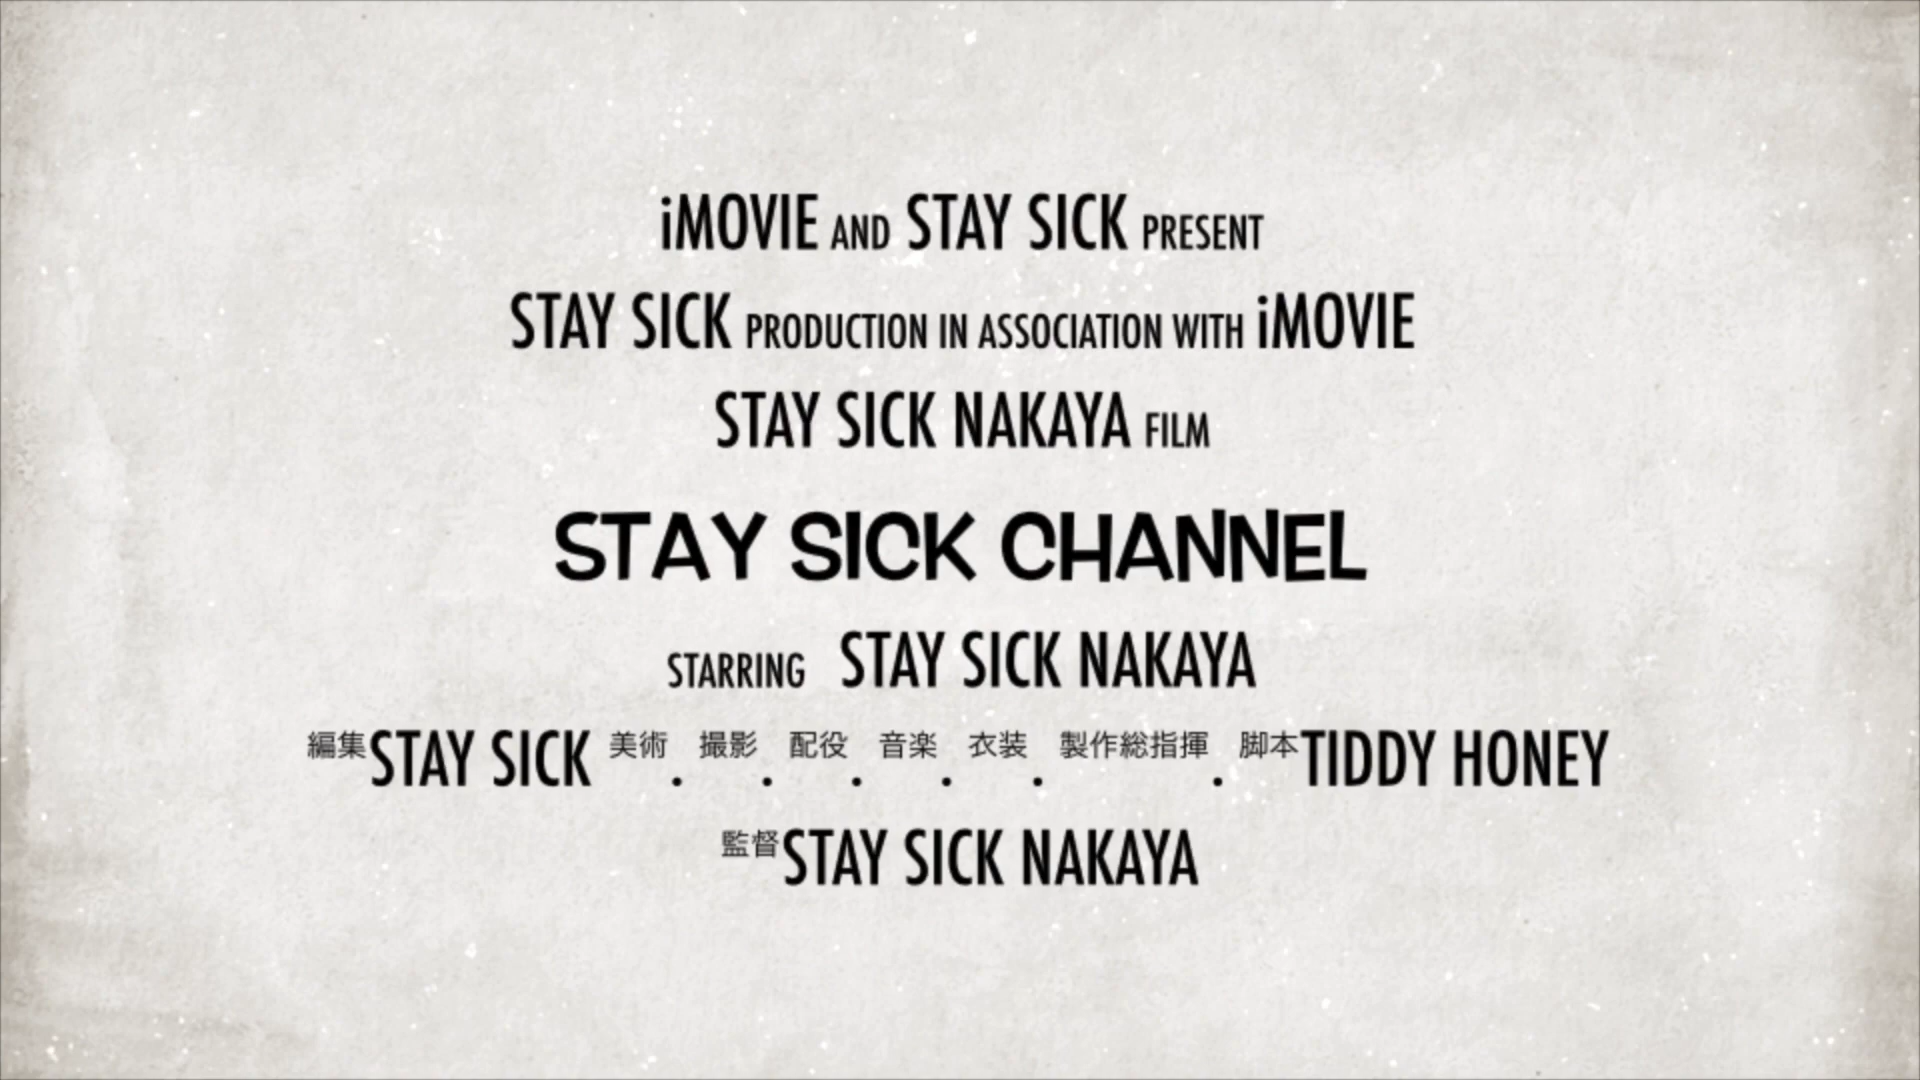 iMOVIE AND STAY SICK PRESENT
STAY SICK PRODUCTION IN ASSOCIATION WITH iMOVIE
STAY SICK NAKAYA FILM
STAY SICK CHANNEL
STARRING STAY SICK NAKAYA
編集STAY SICK 美術. 撮影. 配役. 音楽. 衣装. 製作総指揮. 脚本TIDDY HONEY
監督STAY SICK NAKAYA